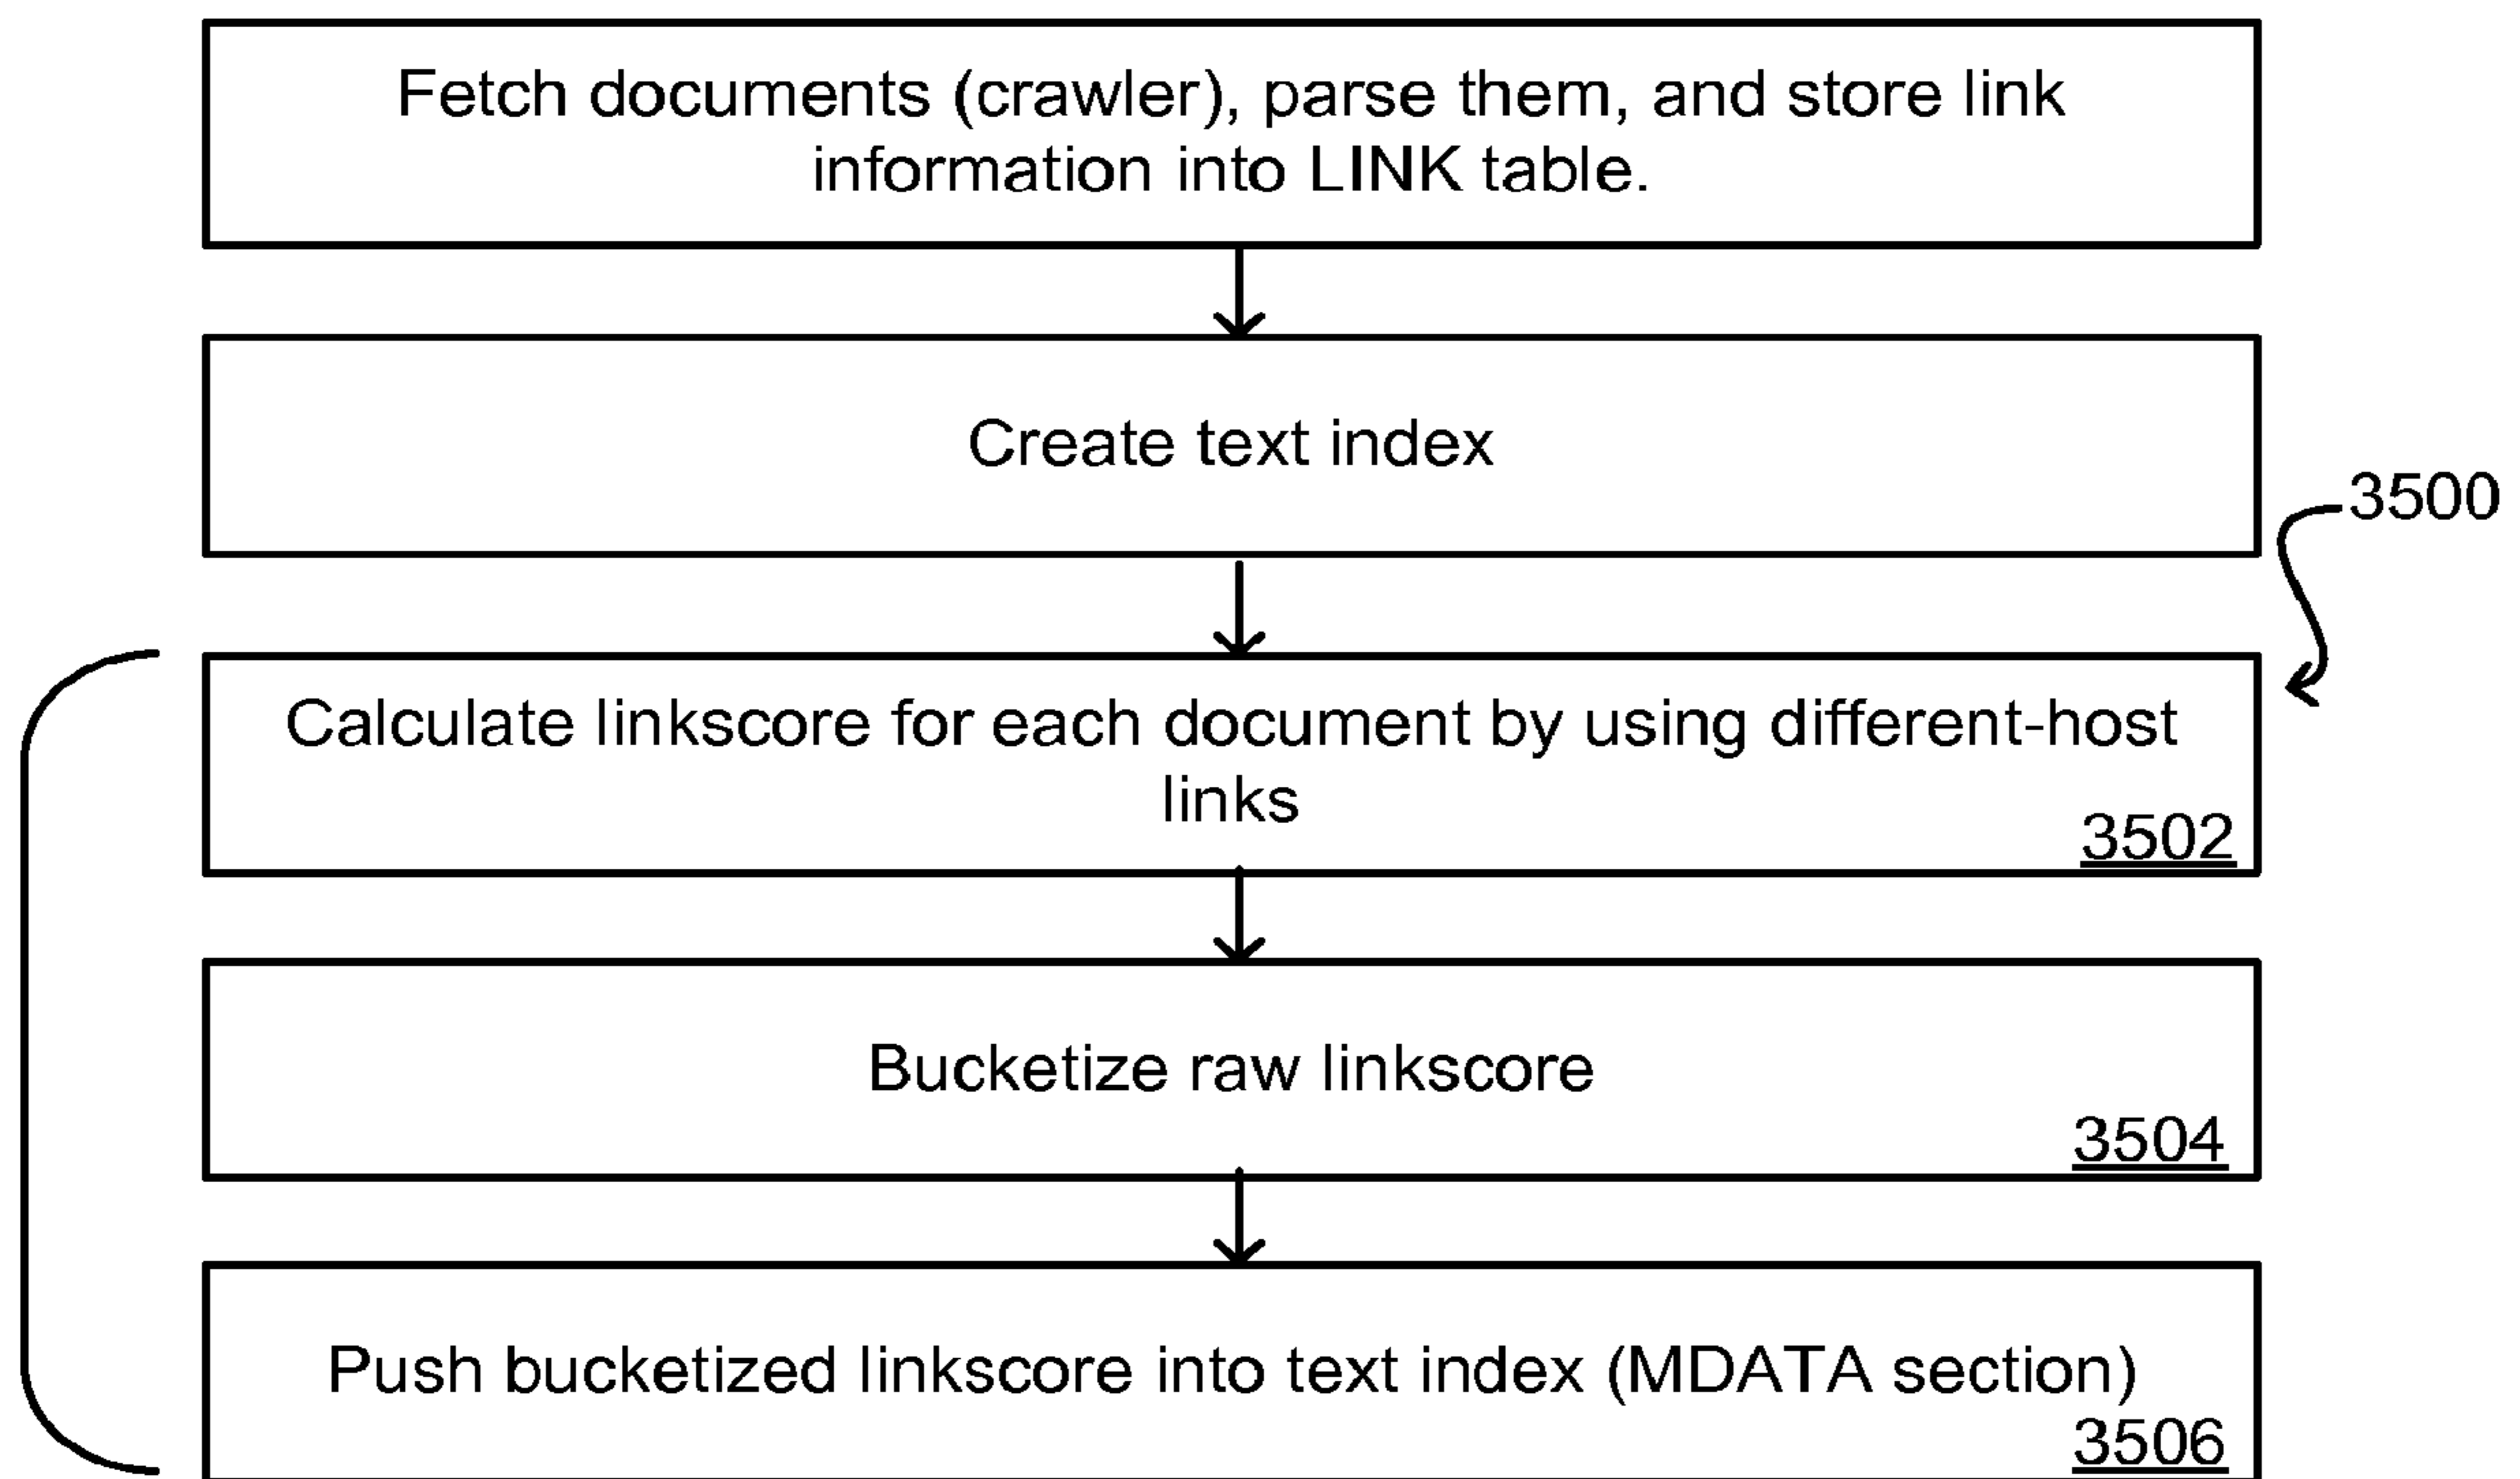 Fetch documents (crawler), parse them, and store link
information into LINK table.
Create text index
3500
Calculate linkscore for each document by using different-host
links
3502
Bucketize raw linkscore
3504
Push bucketized linkscore into text index (MDATA section)
3506